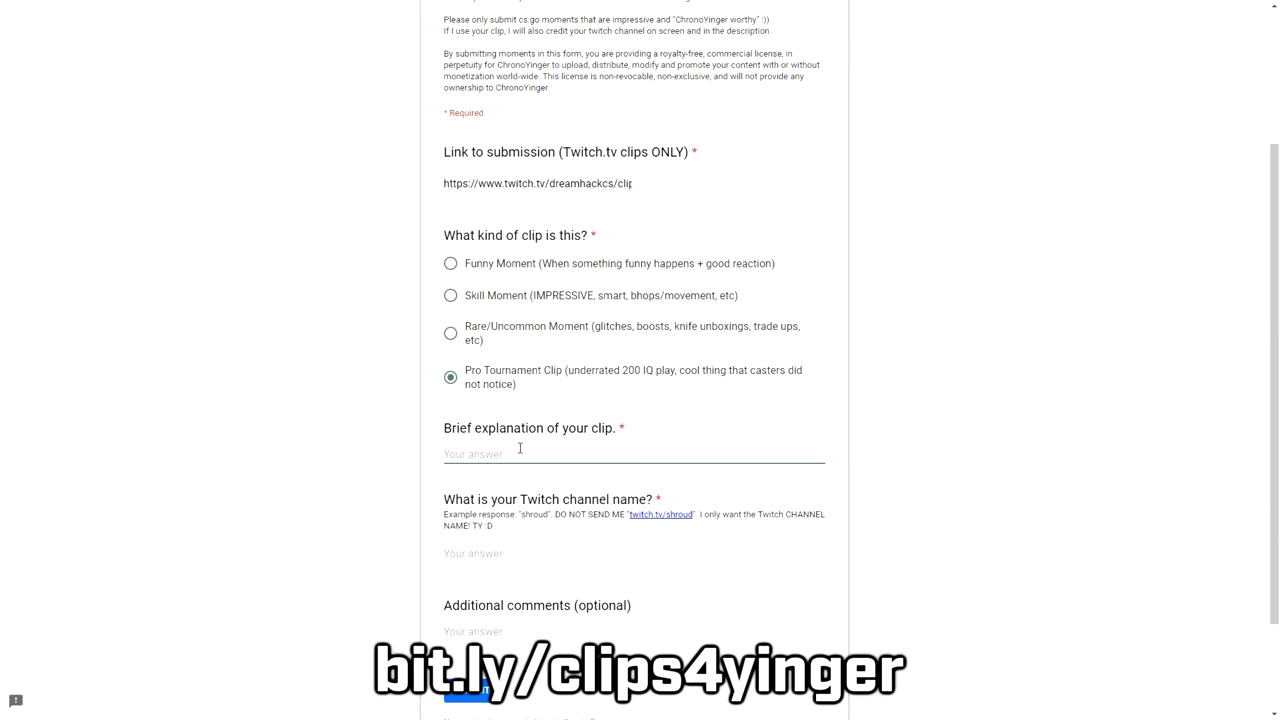 Please only submit cs:go moments that are impressive and "ChronoYinger worthy" :))
If I use your clip, I will also credit your twitch channel on screen and in the description.
By submitting moments in this form, you are providing a royalty-free, commercial license, in
perpetuity for ChronoYinger to upload, distribute, modify and promote your content with or without
monetization world-wide. This license is non-revocable, non-exclusive, and will not provide any
ownership to ChronoYinger.
* Required
Link to submission (Twitch.tv clips ONLY) *
https://www.twitch.tv/dreamhackcs/clip
What kind of clip is this? *
Funny Moment (When something funny happens + good reaction)
Skill Moment (IMPRESSIVE, smart, bhops/movement, etc)
Rare/Uncommon Moment (glitches, boosts, knife unboxings, trade ups,
etc)
Pro Tournament Clip (underrated 200 IQ play, cool thing that casters did
not notice)
Brief explanation of your clip. *
Your answer
What is your Twitch channel name? *
Example response: "shroud". DO NOT SEND ME "twitch.tv/shroud". I only want the Twitch CHANNEL
NAME! TY :D
Your answer
Additional comments (optional)
Your answer
bit.ly/clips4yinger